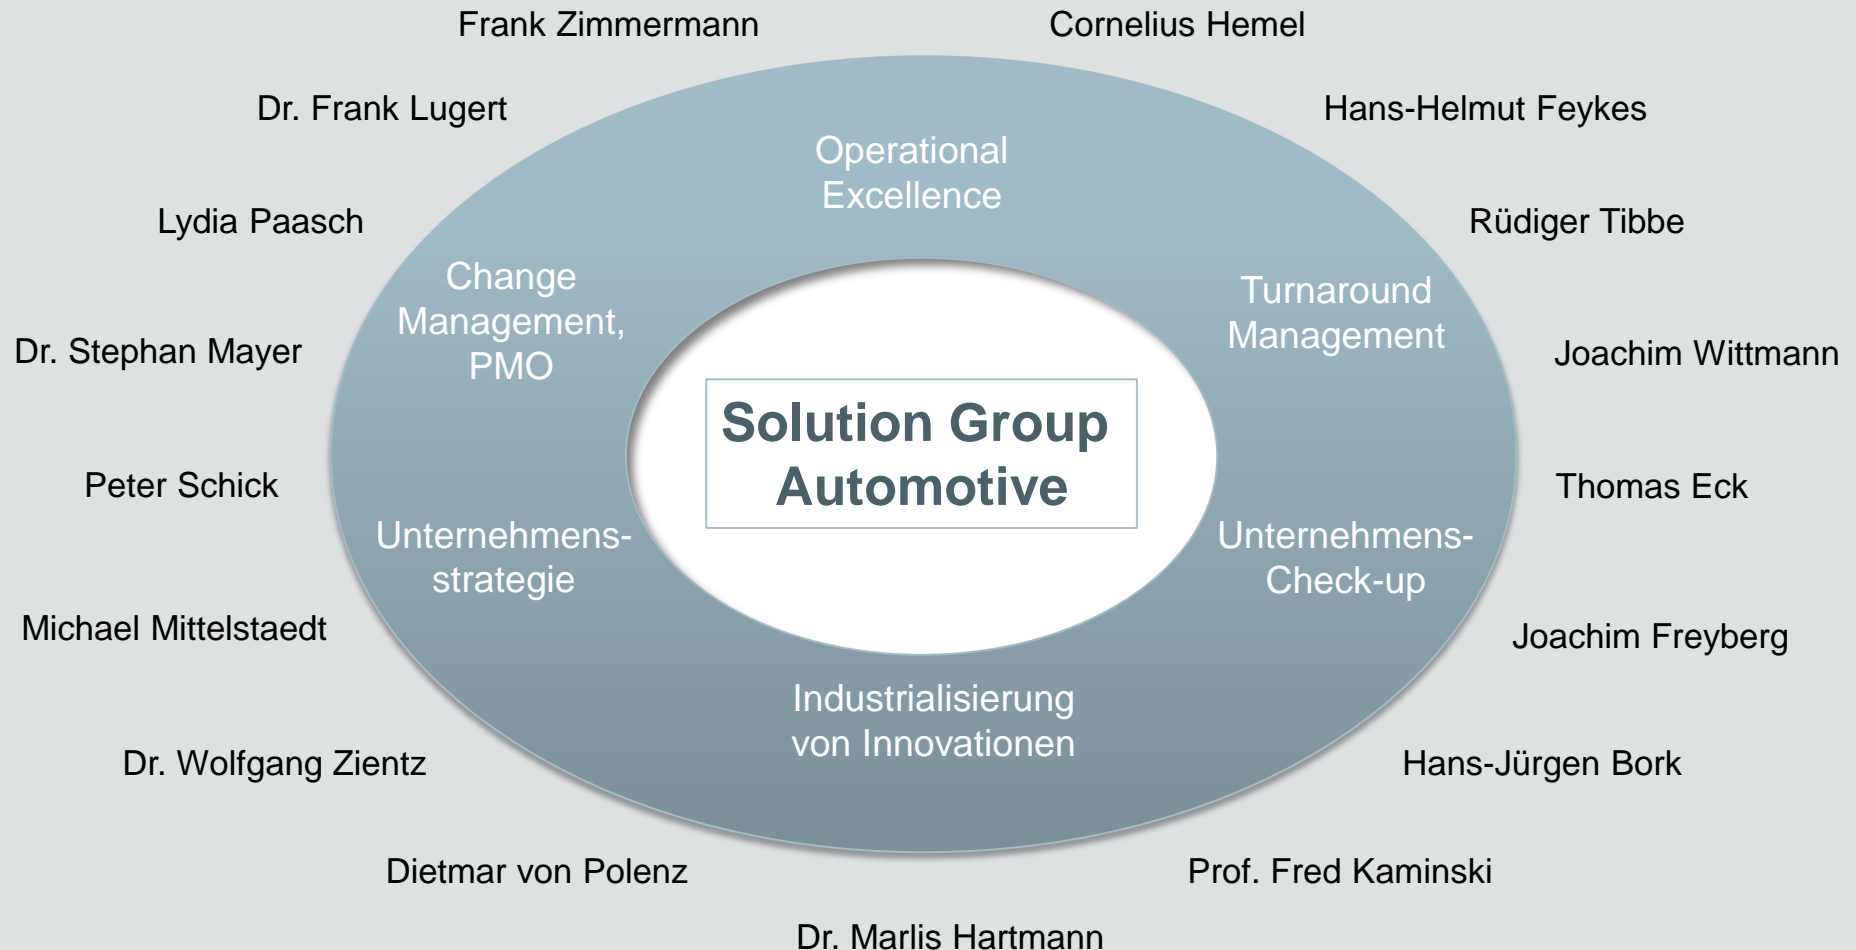 Frank Zimmermann
Cornelius Hemel
Dr. Frank Lugert
Hans-Helmut Feykes
Operational
Excellence
Lydia Paasch
Rüdiger Tibbe
Change
Management,
PMO
Turnaround
Management
Dr. Stephan Mayer
Joachim Wittmann
Solution Group
Automotive
Peter Schick
Thomas Eck
Unternehmens-
strategie
Unternehmens-
Check-up
Michael Mittelstaedt
Joachim Freyberg
Industrialisierung
von Innovationen
Dr. Wolfgang Zientz
Hans-Jürgen Bork
Dietmar von Polenz
Prof. Fred Kaminski
Dr. Marlis Hartmann